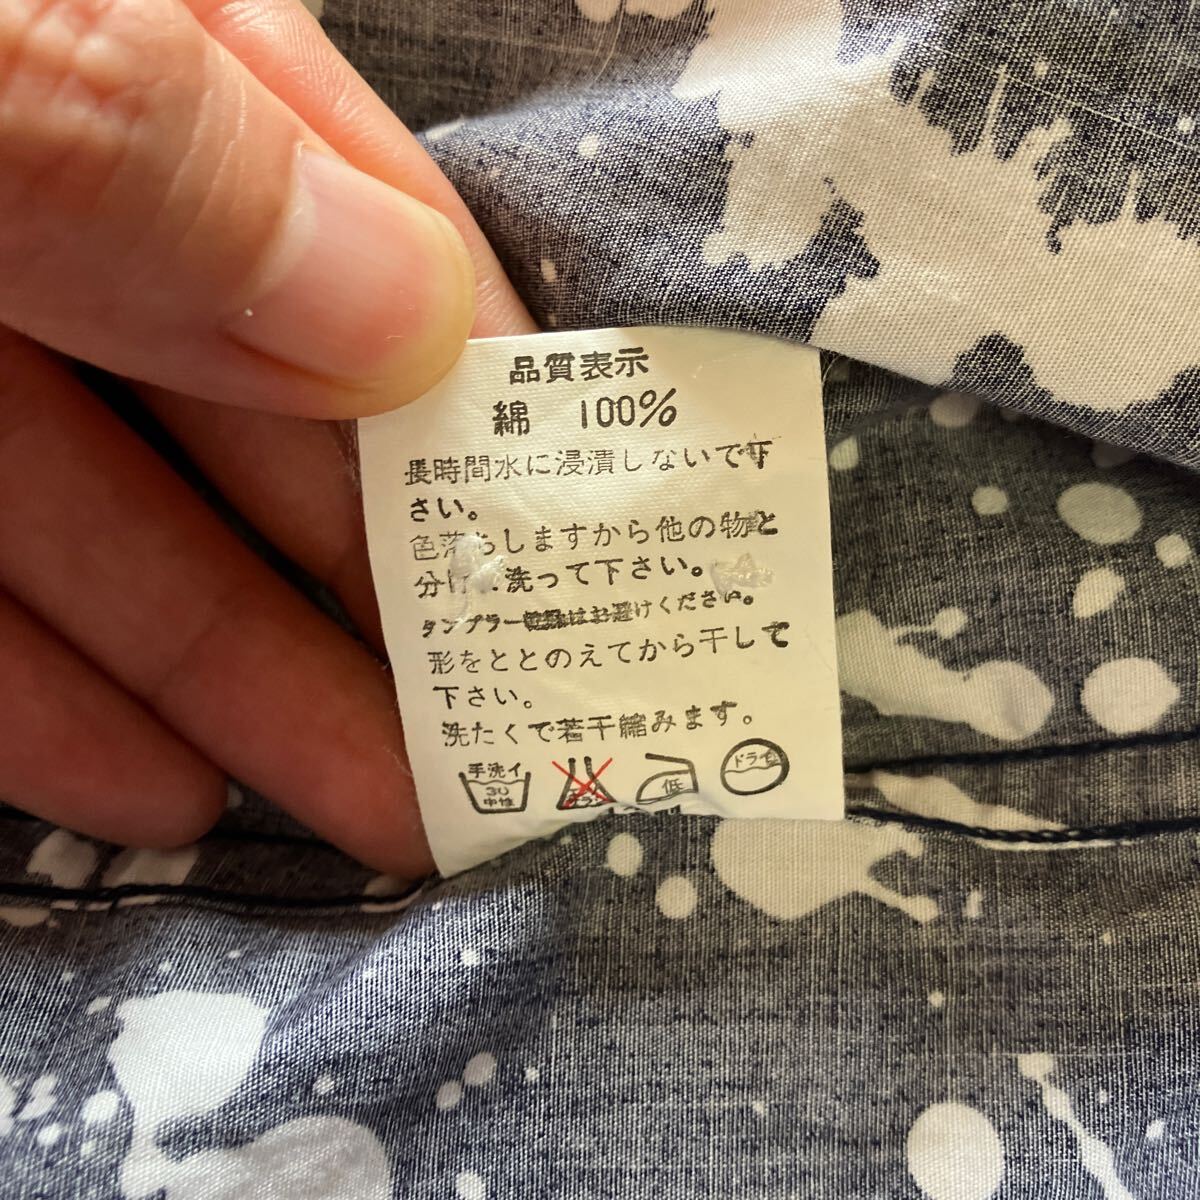 品質表示
綿 100%
長時間水に浸漬しないで下
さい。
色落ちしますから他の物と
分けて洗って下さい。
タンブラー乾燥はお避けください。
形をととのえてから干して
下さい。
洗たくで若干縮みます。
手洗イ 30 中性 低 ドライ